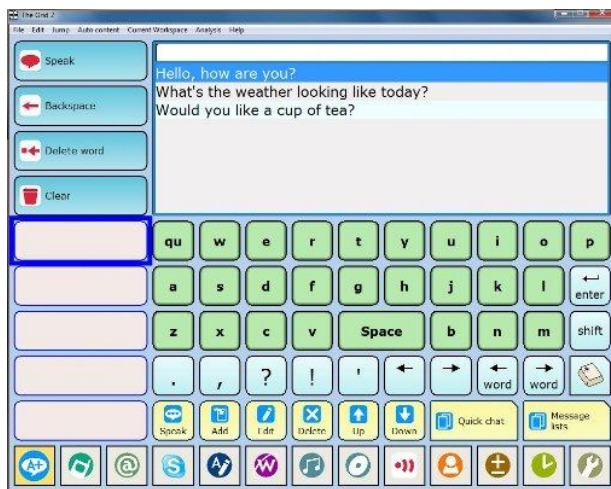 The Grid 2
File Edit Jump Auto content Current Workspace Analysis Help
Speak
Backspace
Delete word
Clear
Hello, how are you?
What's the weather looking like today?
Would you like a cup of tea?
qu w e r t y u i o p
a s d f g h j k l enter
z x c v Space b n m shift
. , ? ! ' word word
Speak Add Edit Delete Up Down Quick chat Message lists
A+ @ S A W